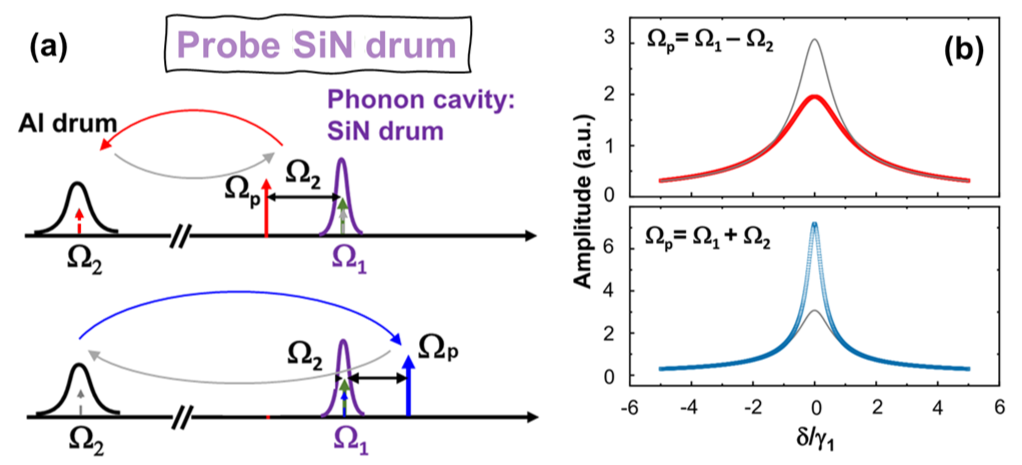 (a)
Probe SiN drum
Al drum
Phonon cavity:
SiN drum
Ωp
Ω2
Ω2
Ω1
Ω2
Ωp
Ω2
Ω1
(b)
Ωp= Ω1 − Ω2
3
2
1
0
Amplitude (a.u.)
Ωp= Ω1 + Ω2
6
4
2
0
-6 -4 -2 0 2 4 6
δ/γ1